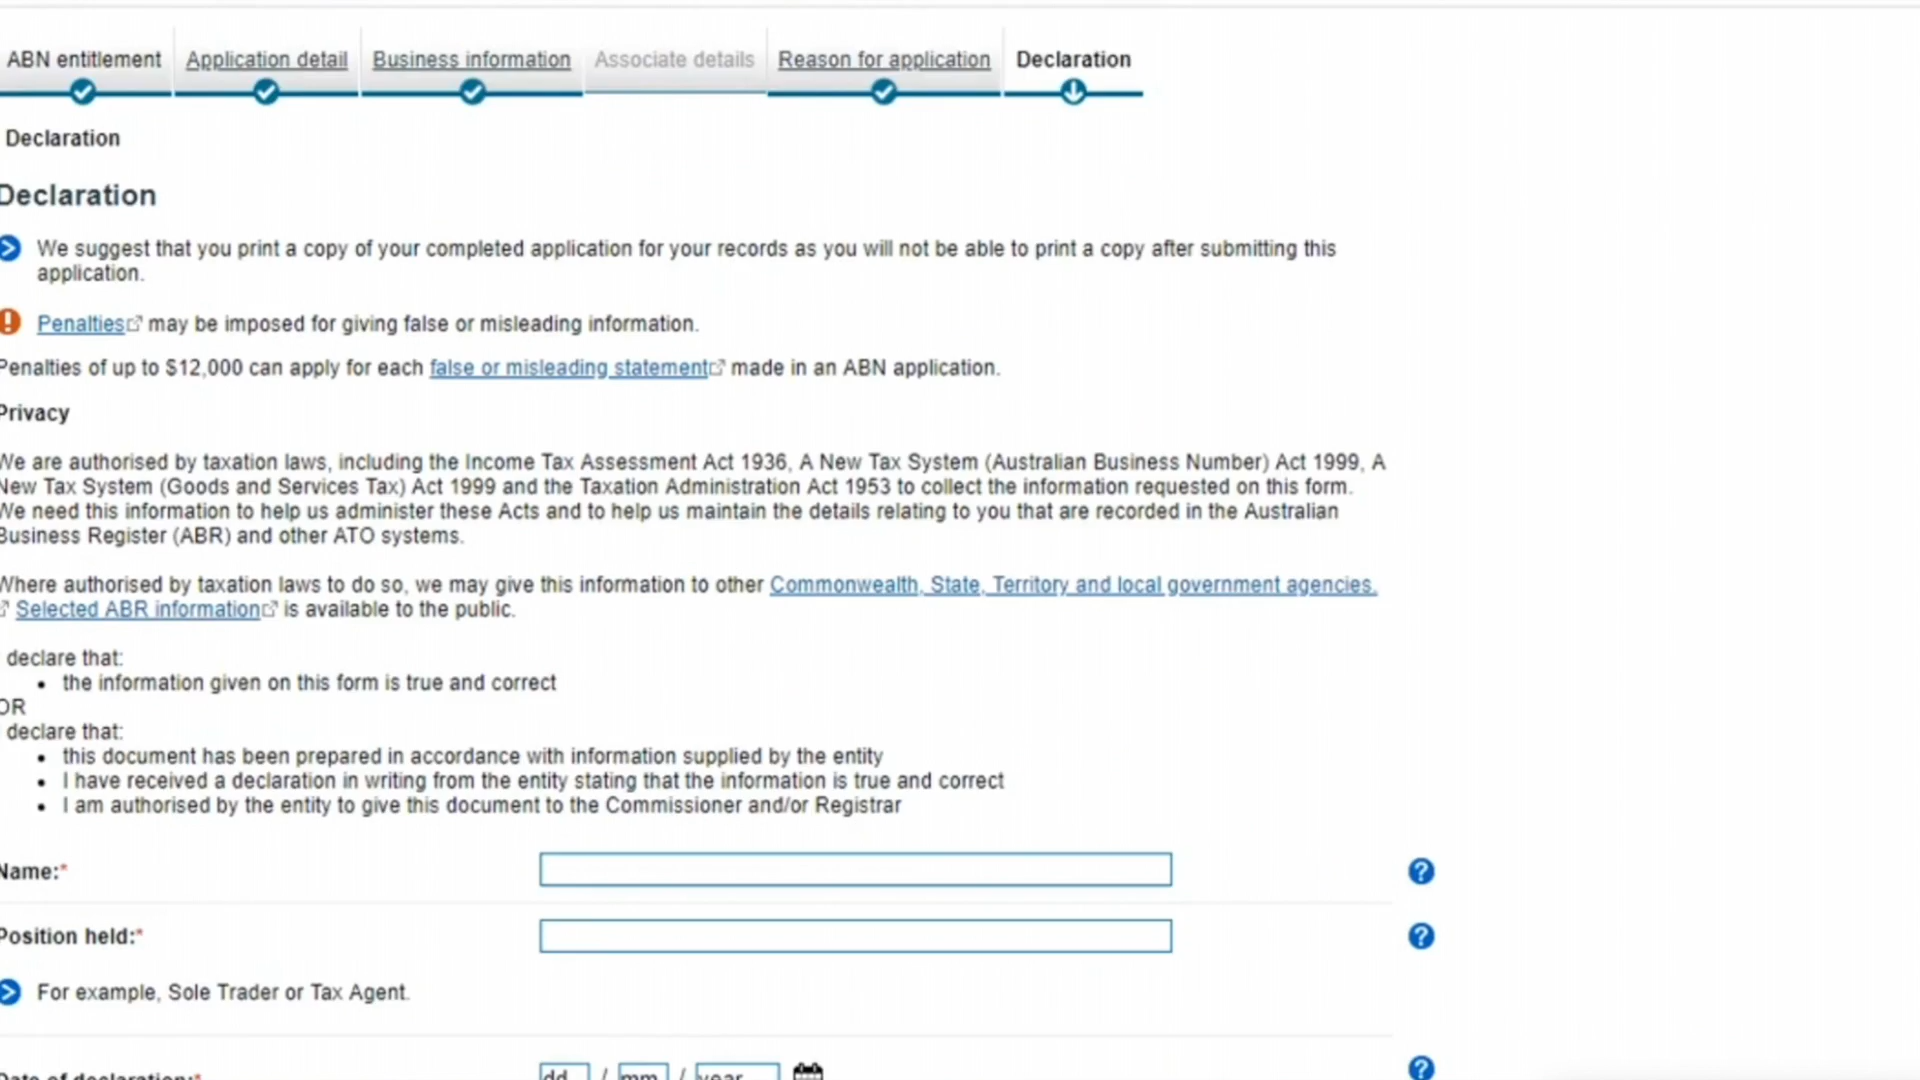 ABN entitlement Application detail Business information Associate details Reason for application Declaration
Declaration
Declaration
We suggest that you print a copy of your completed application for your records as you will not be able to print a copy after submitting this
application.
Penalties may be imposed for giving false or misleading information.
Penalties of up to $12,000 can apply for each false or misleading statement made in an ABN application.
Privacy
We are authorised by taxation laws, including the Income Tax Assessment Act 1936, A New Tax System (Australian Business Number) Act 1999, A
New Tax System (Goods and Services Tax) Act 1999 and the Taxation Administration Act 1953 to collect the information requested on this form.
We need this information to help us administer these Acts and to help us maintain the details relating to you that are recorded in the Australian
Business Register (ABR) and other ATO systems.
Where authorised by taxation laws to do so, we may give this information to other Commonwealth, State, Territory and local government agencies.
Selected ABR information is available to the public.
declare that:
• the information given on this form is true and correct
OR
declare that:
• this document has been prepared in accordance with information supplied by the entity
• I have received a declaration in writing from the entity stating that the information is true and correct
• I am authorised by the entity to give this document to the Commissioner and/or Registrar
Name:*
Position held:*
For example, Sole Trader or Tax Agent.
Date of declaration:* dd / mm / year